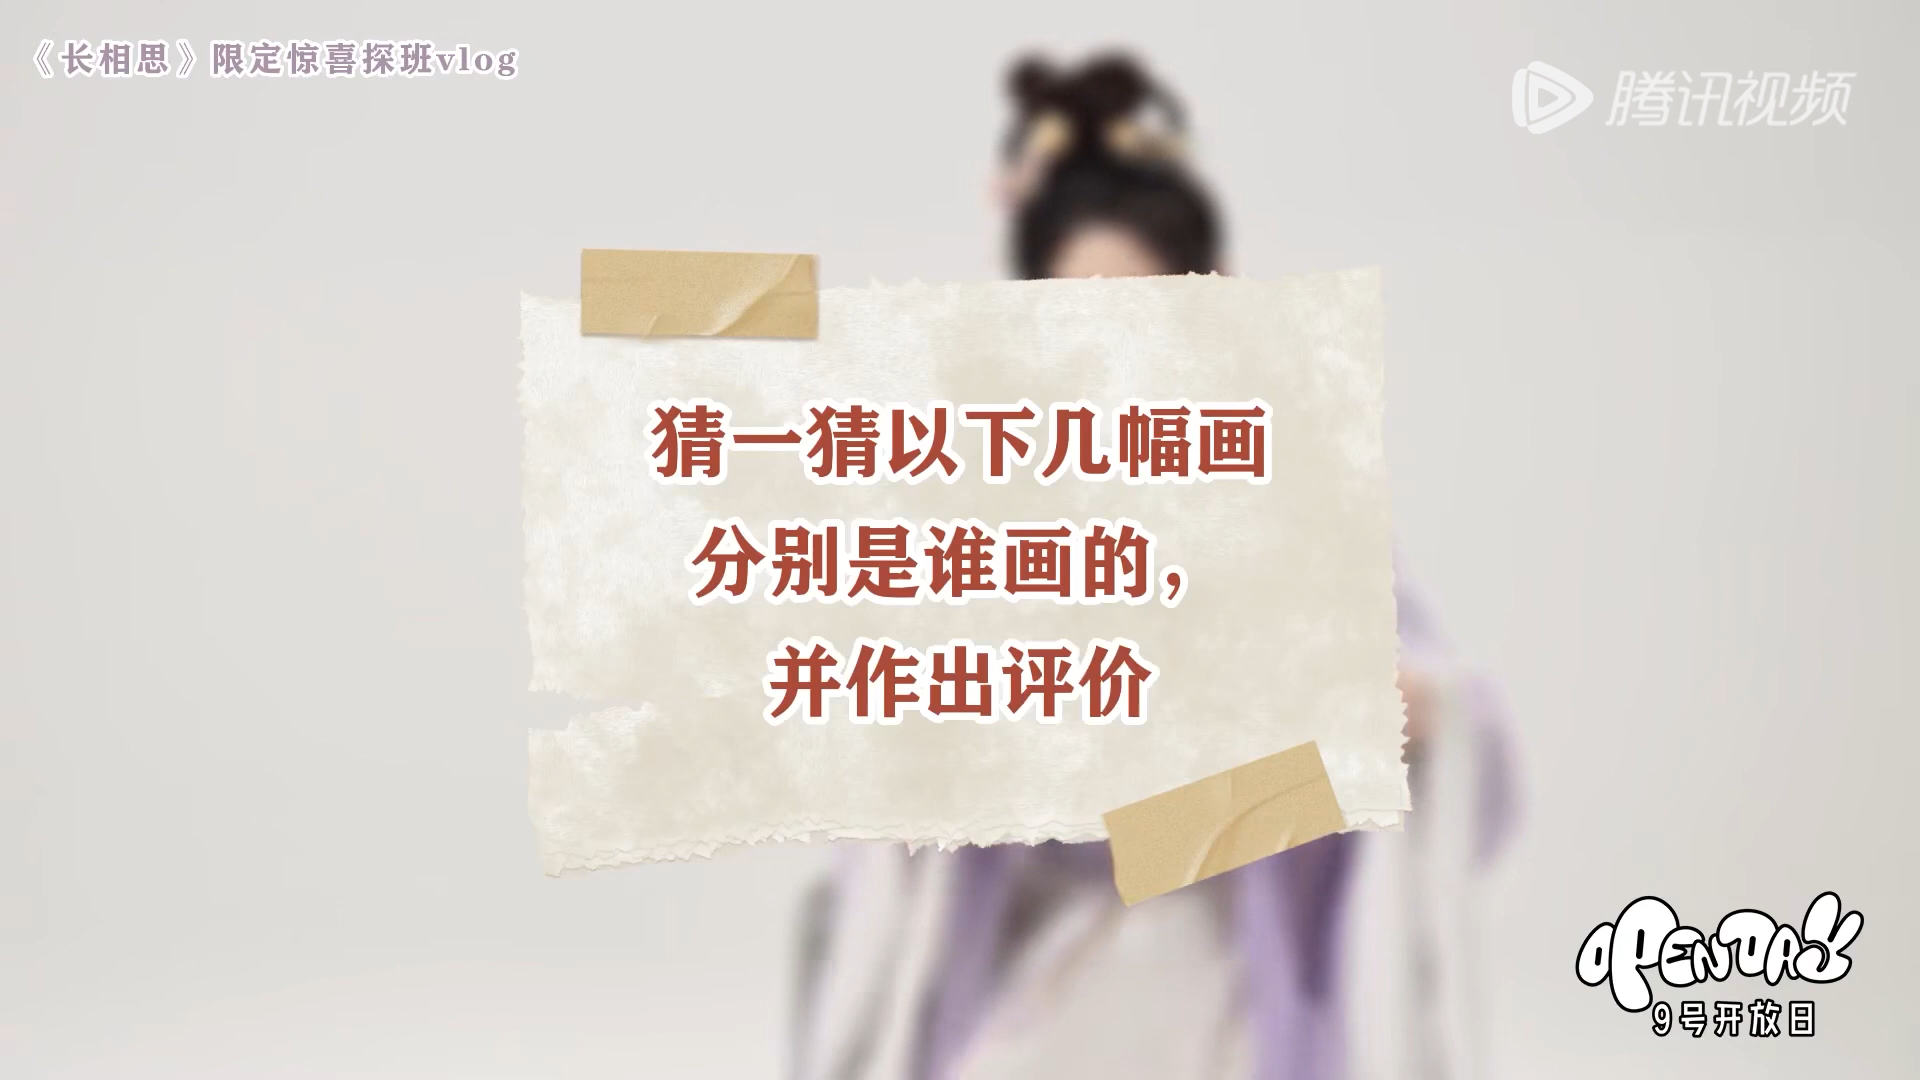 《长相思》限定惊喜探班vlog
腾讯视频
猜一猜以下几幅画
分别是谁画的，
并作出评价
OPENDAY
9号开放日